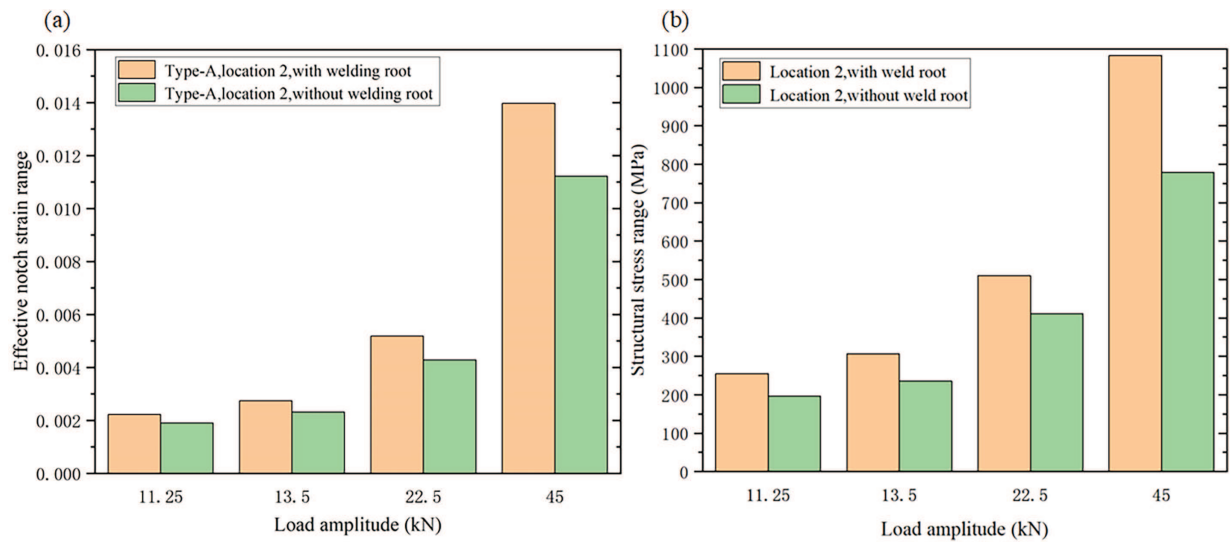 (a)
Effective notch strain range
0.016
0.014
0.012
0.010
0.008
0.006
0.004
0.002
0.000
Type-A,location 2,with welding root
Type-A,location 2,without welding root
11.25 13.5 22.5 45
Load amplitude (kN)
(b)
Structural stress range (MPa)
1100
1000
900
800
700
600
500
400
300
200
100
0
Location 2,with weld root
Location 2,without weld root
11.25 13.5 22.5 45
Load amplitude (kN)